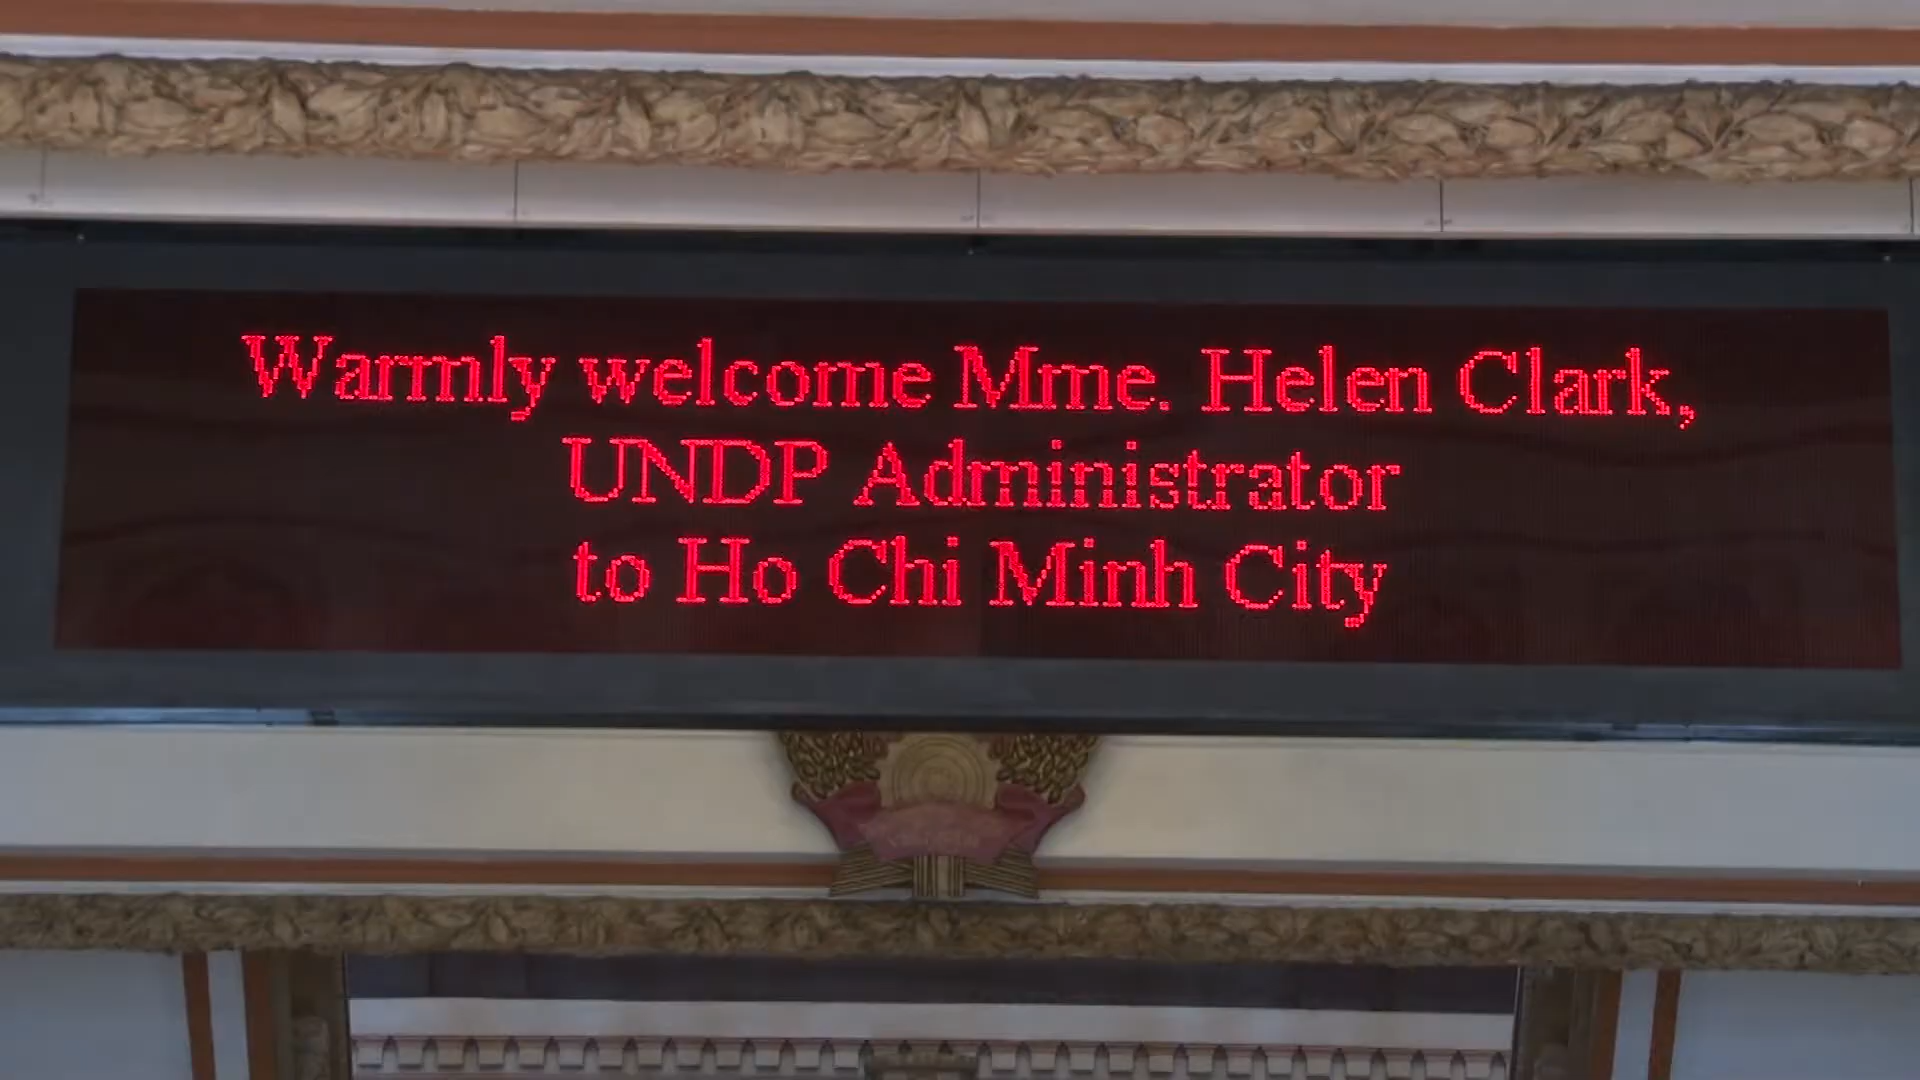 Warmly welcome Mme. Helen Clark,
UNDP Administrator
to Ho Chi Minh City